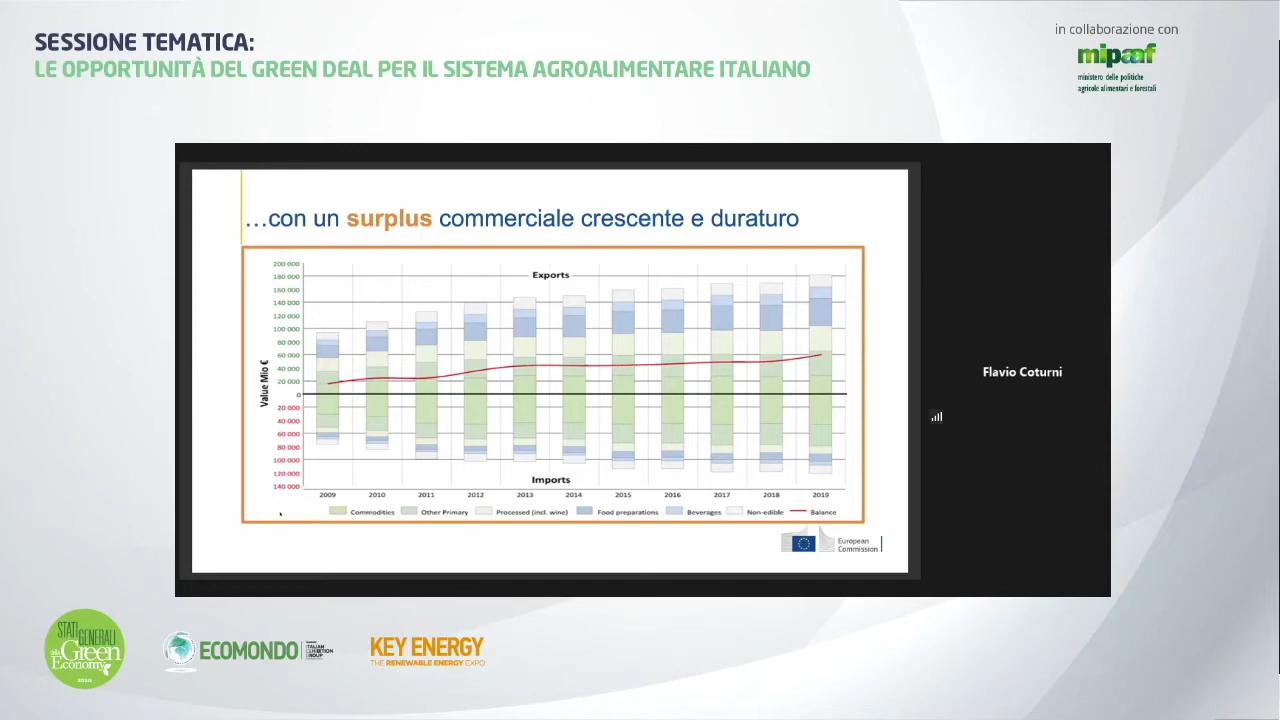 SESSIONE TEMATICA:
LE OPPORTUNITÀ DEL GREEN DEAL PER IL SISTEMA AGROALIMENTARE ITALIANO
in collaborazione con
mipaaf
ministero delle politiche
agricole alimentari e forestali
…con un surplus commerciale crescente e duraturo
Exports
200 000
180 000
160 000
140 000
120 000
100 000
80 000
60 000
40 000
20 000
0
20 000
40 000
60 000
80 000
100 000
120 000
140 000
Value Mio €
Imports
2009 2010 2011 2012 2013 2014 2015 2016 2017 2018 2019
Commodities Other Primary Processed (incl. wine) Food preparations Beverages Non-edible Balance
European
Commission
Flavio Coturni
STATI
GENERALI
della Green
Economy
2020
ECOMONDO
ITALIAN
EXHIBITION
GROUP
KEY ENERGY
THE RENEWABLE ENERGY EXPO